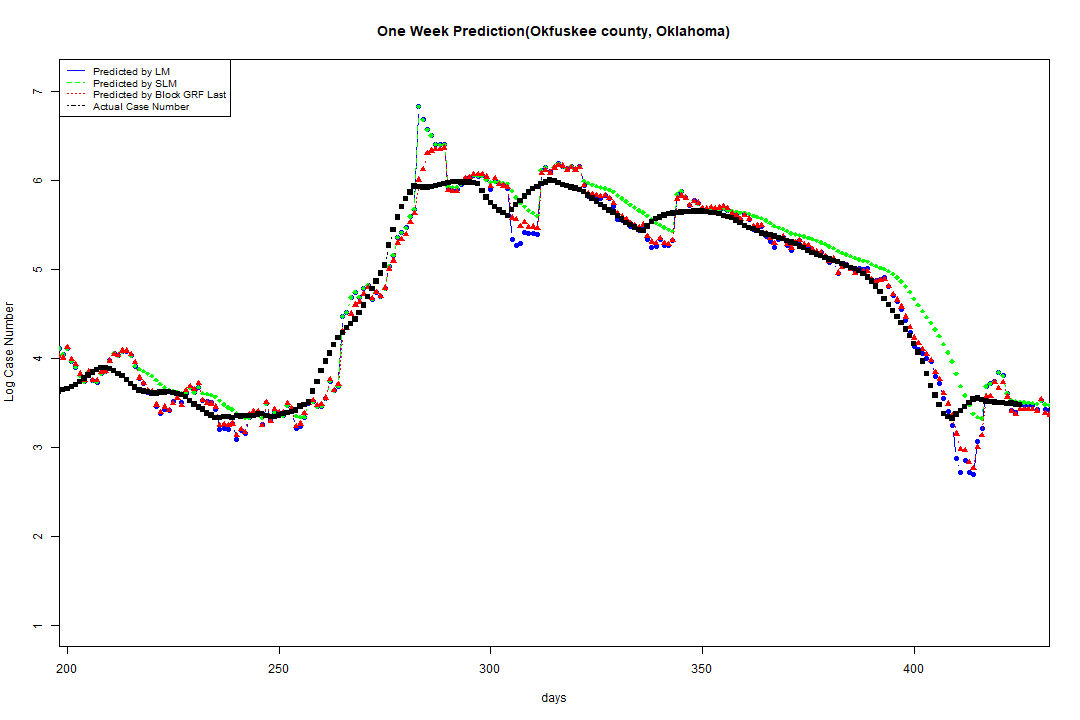 One Week Prediction(Okfuskee county, Oklahoma)
Predicted by LM
Predicted by SLM
Predicted by Block GRF Last
Actual Case Number
7
6
5
4
3
2
1
Log Case Number
200 250 300 350 400
days